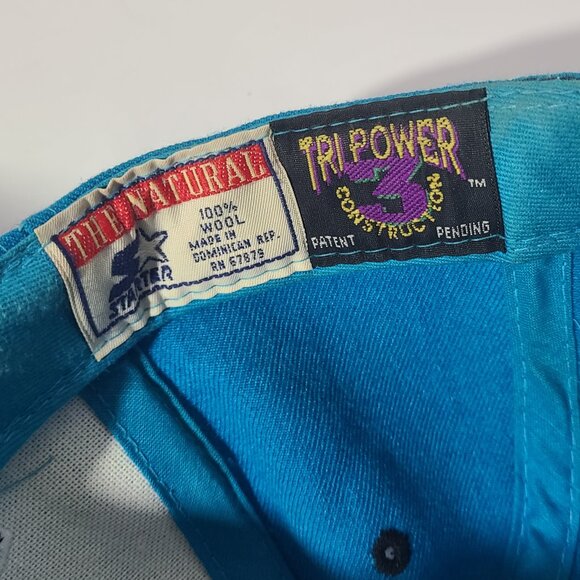 THE NATURAL
100%
WOOL
MADE IN
DOMINICAN REP.
RN 67879
STARTER
TRI POWER
3
CONSTRUCTION
TM
PATENT PENDING